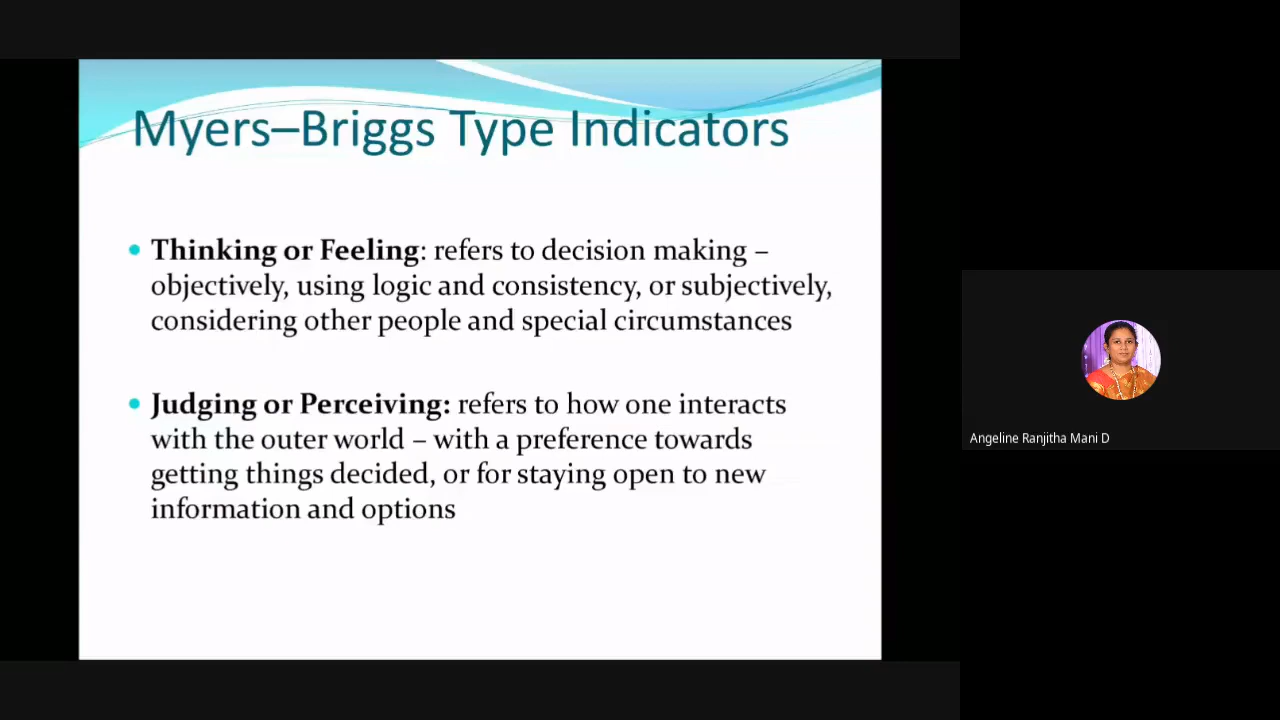 Myers–Briggs Type Indicators
• Thinking or Feeling: refers to decision making –
objectively, using logic and consistency, or subjectively,
considering other people and special circumstances
• Judging or Perceiving: refers to how one interacts
with the outer world – with a preference towards
getting things decided, or for staying open to new
information and options
Angeline Ranjitha Mani D